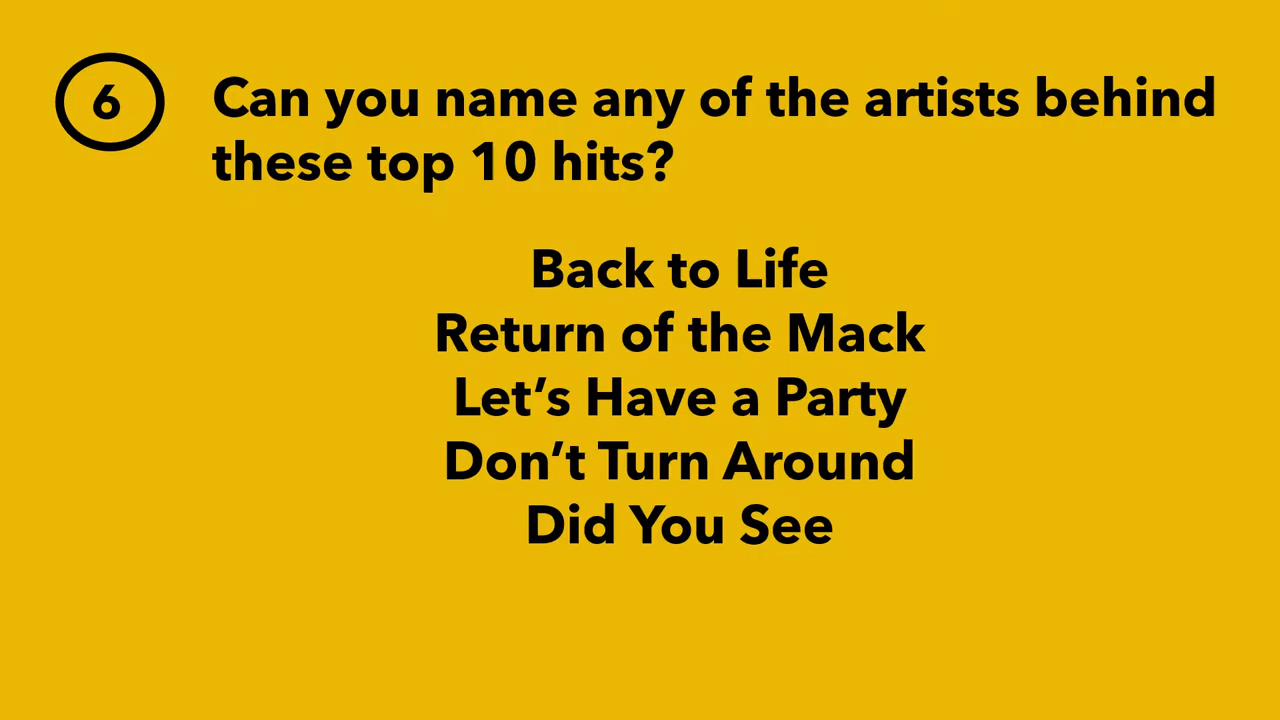 6
Can you name any of the artists behind
these top 10 hits?
Back to Life
Return of the Mack
Let’s Have a Party
Don’t Turn Around
Did You See